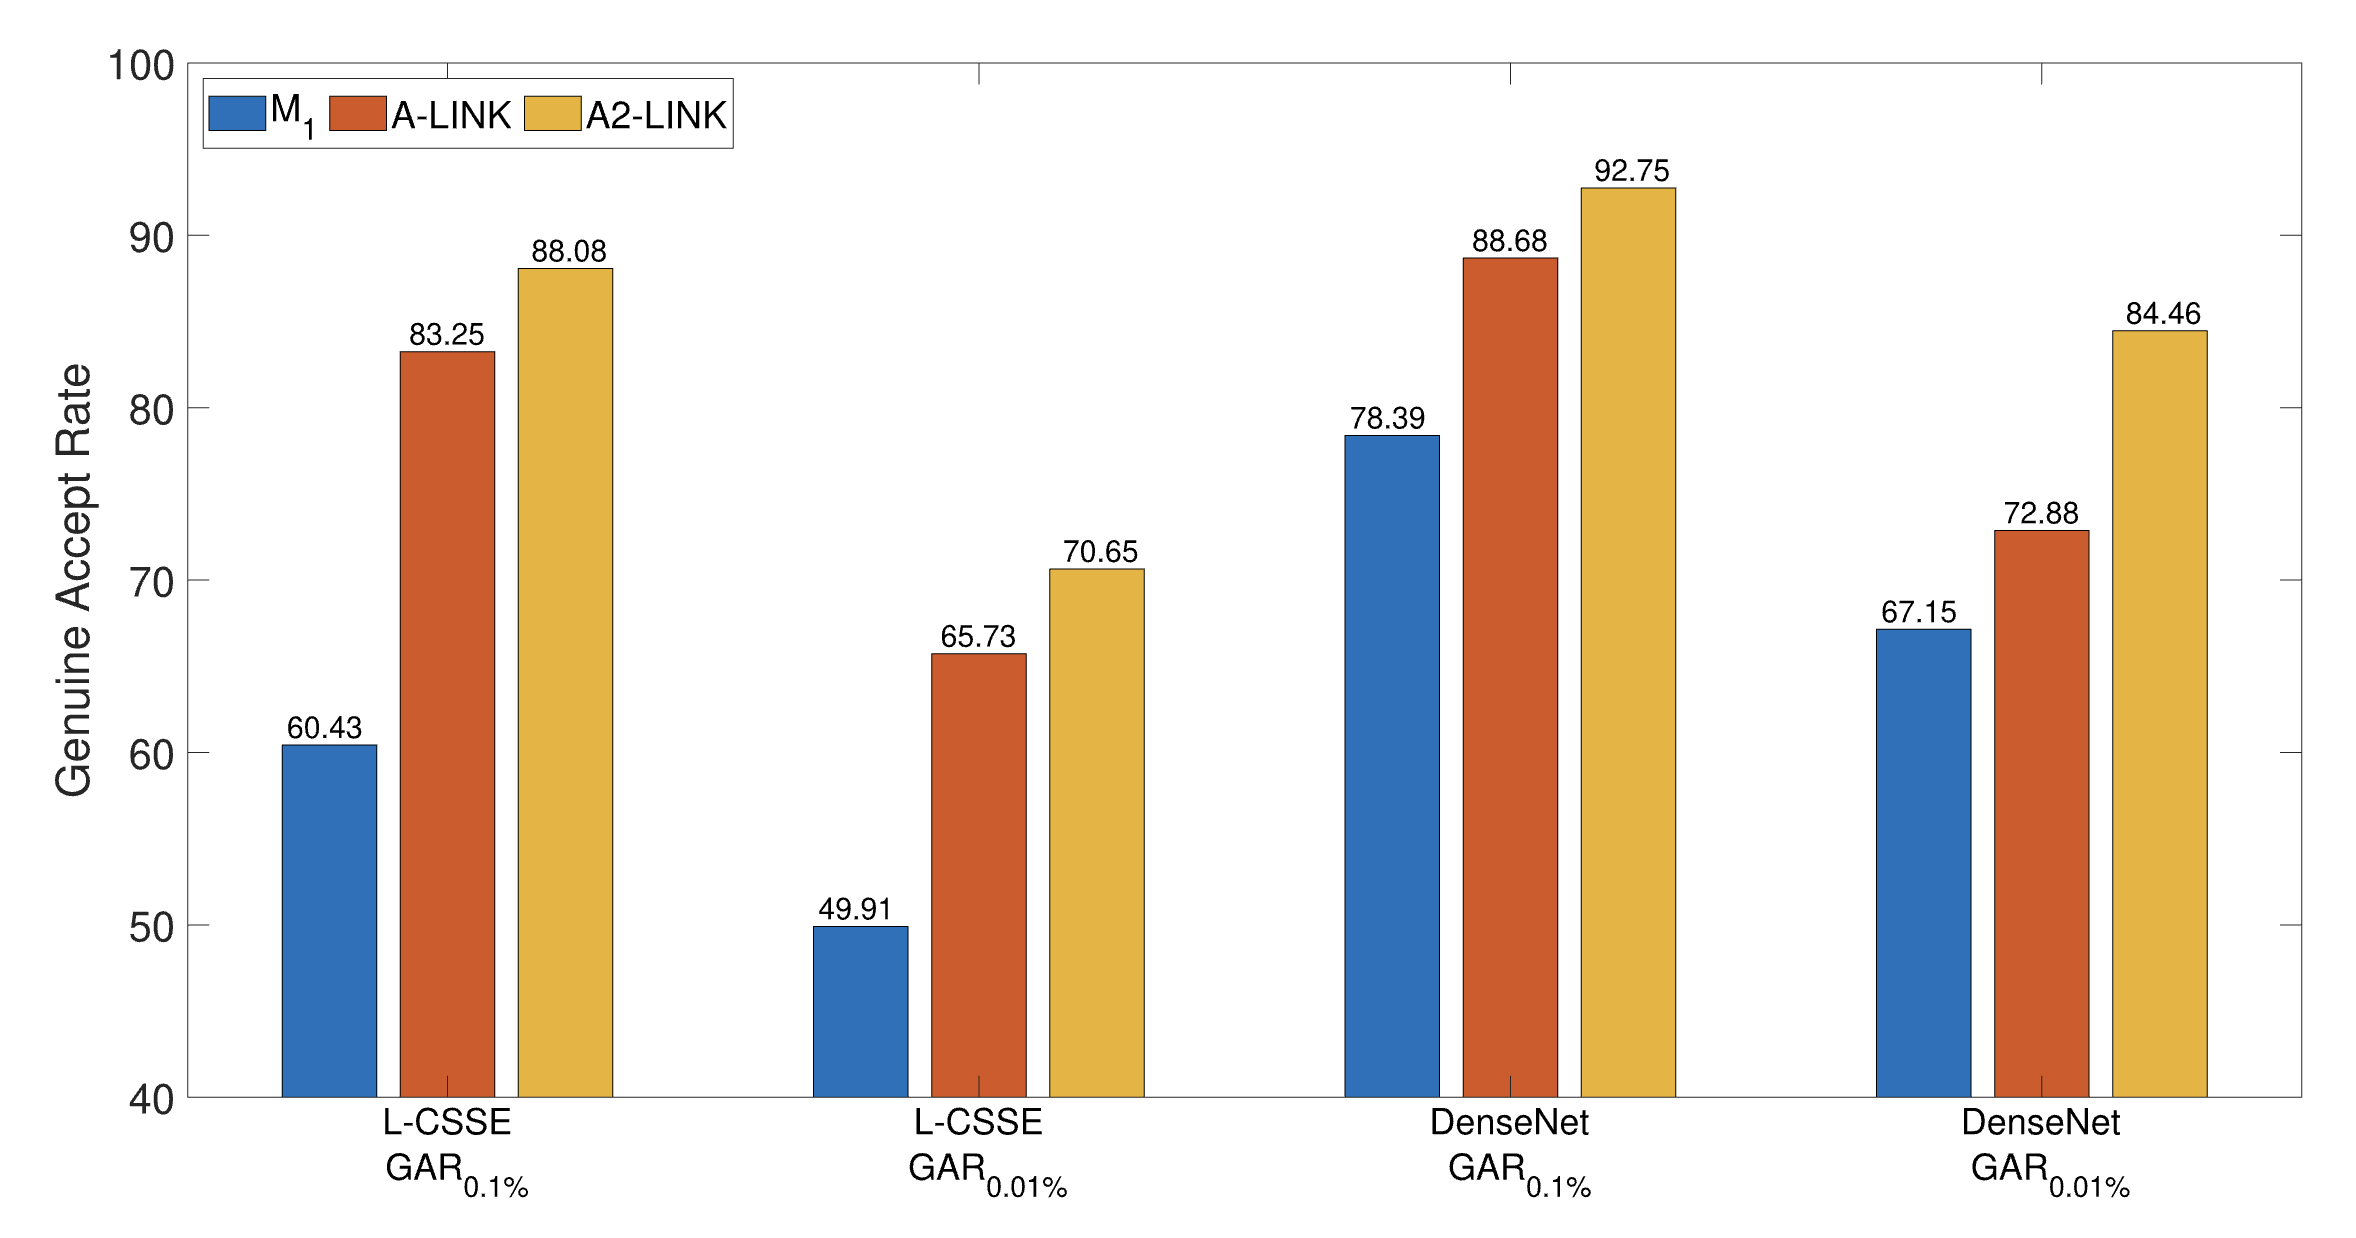 100
90
80
70
60
50
40
Genuine Accept Rate
M1 A-LINK A2-LINK
60.43
83.25
88.08
49.91
65.73
70.65
78.39
88.68
92.75
67.15
72.88
84.46
L-CSSE
GAR0.1%
L-CSSE
GAR0.01%
DenseNet
GAR0.1%
DenseNet
GAR0.01%